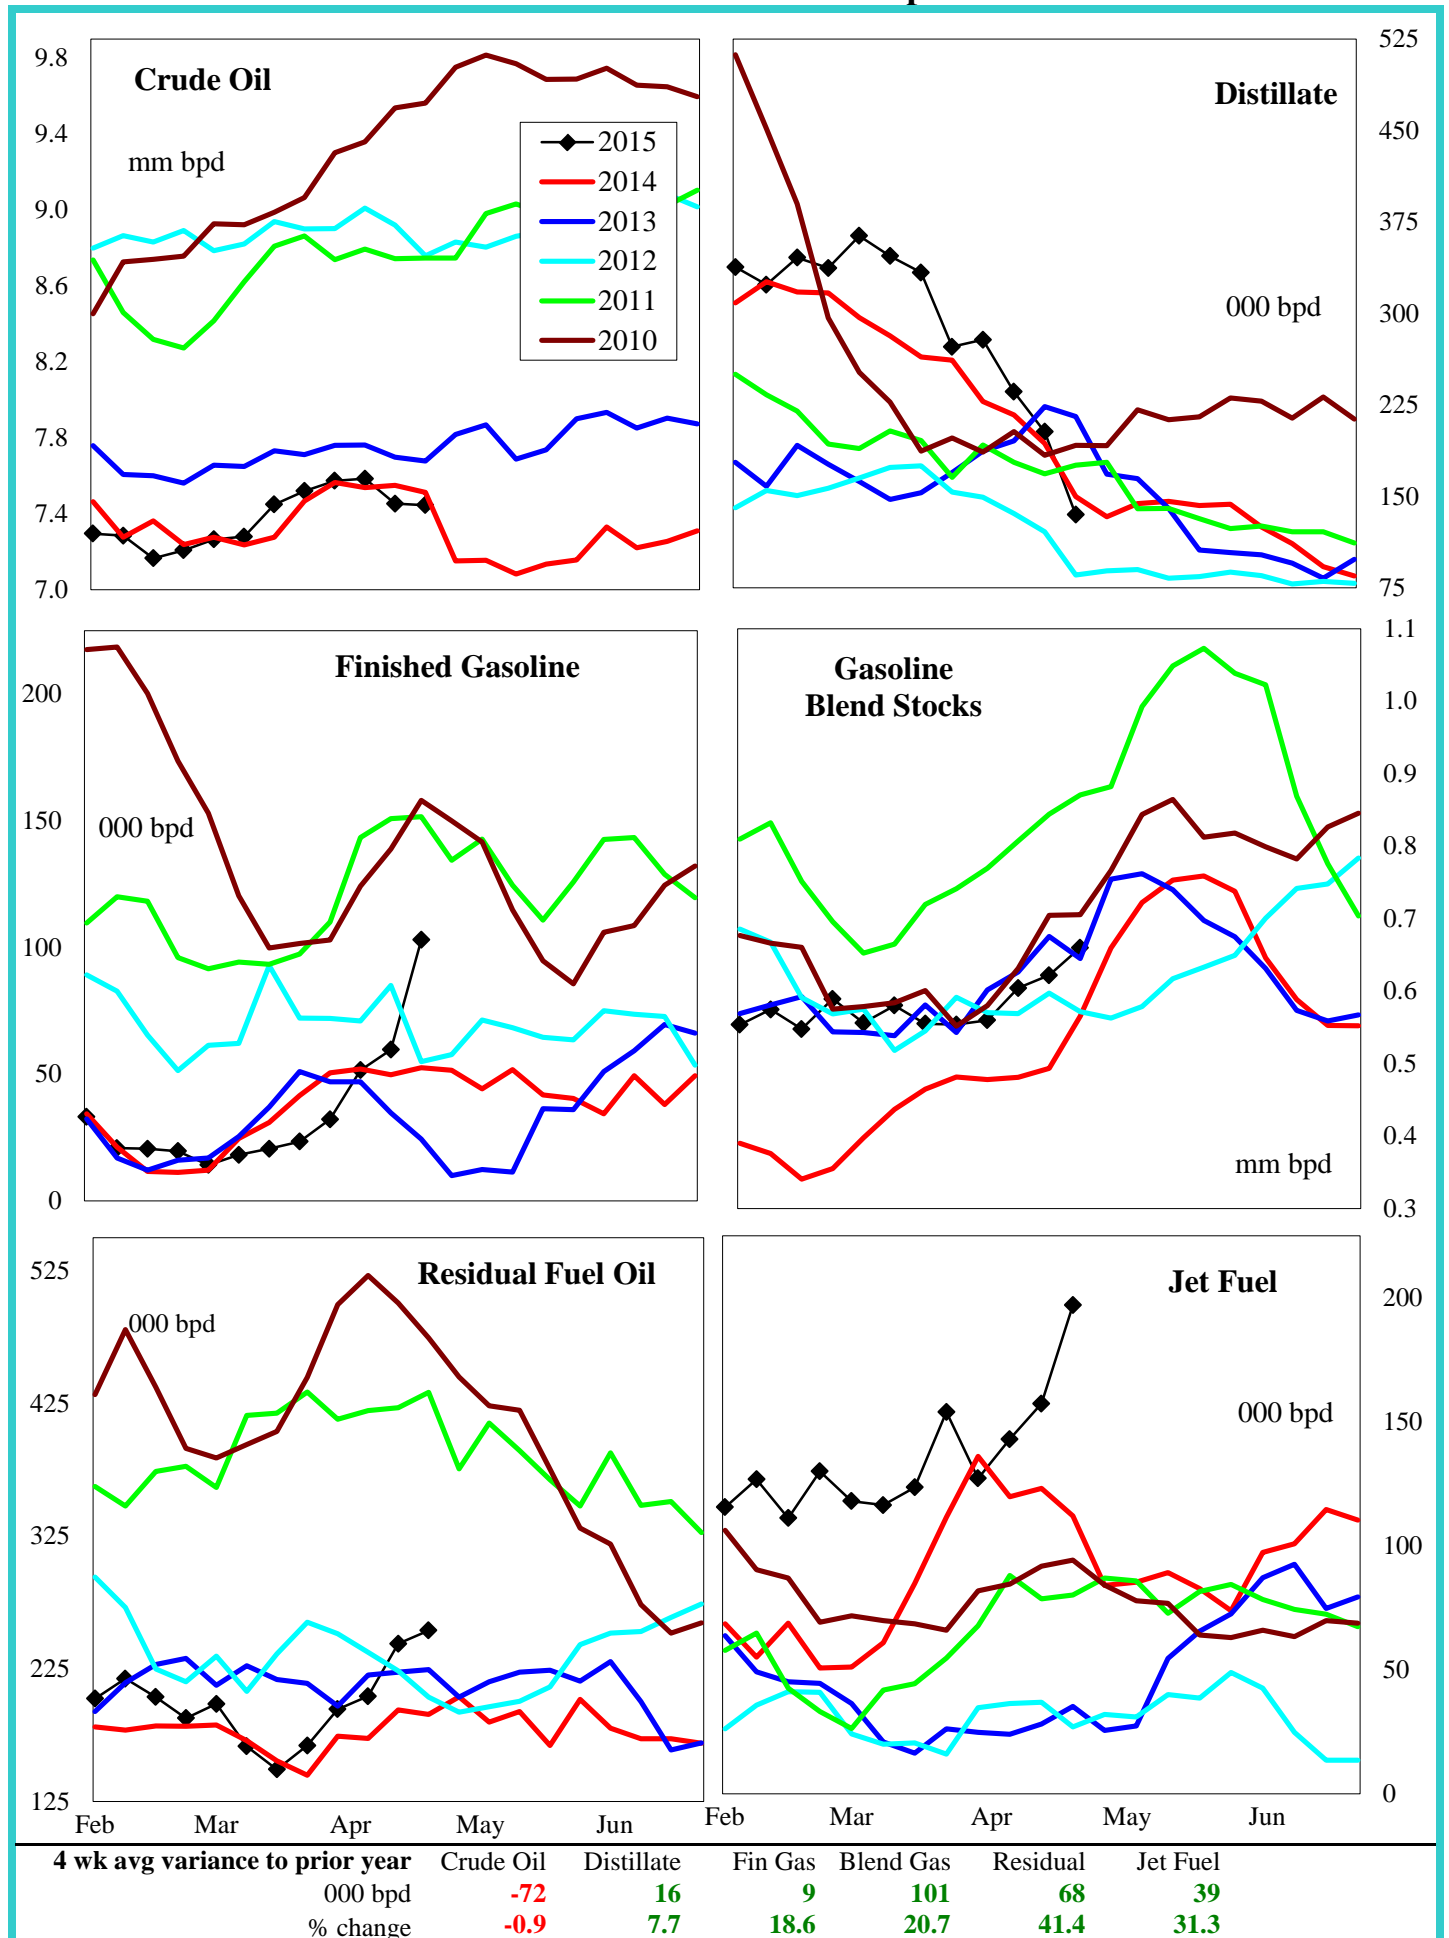 9.8
9.4
9.0
8.6
8.2
7.8
7.4
7.0
Crude Oil
mm bpd
2015
2014
2013
2012
2011
2010
Distillate
000 bpd
525
450
375
300
225
150
75
200
150
100
50
0
Finished Gasoline
000 bpd
Gasoline
Blend Stocks
mm bpd
1.1
1.0
0.9
0.8
0.7
0.6
0.5
0.4
0.3
525
425
325
225
125
Residual Fuel Oil
000 bpd
Feb Mar Apr May Jun
Jet Fuel
000 bpd
200
150
100
50
0
Feb Mar Apr May Jun
4 wk avg variance to prior year Crude Oil Distillate Fin Gas Blend Gas Residual Jet Fuel
000 bpd -72 16 9 101 68 39
% change -0.9 7.7 18.6 20.7 41.4 31.3